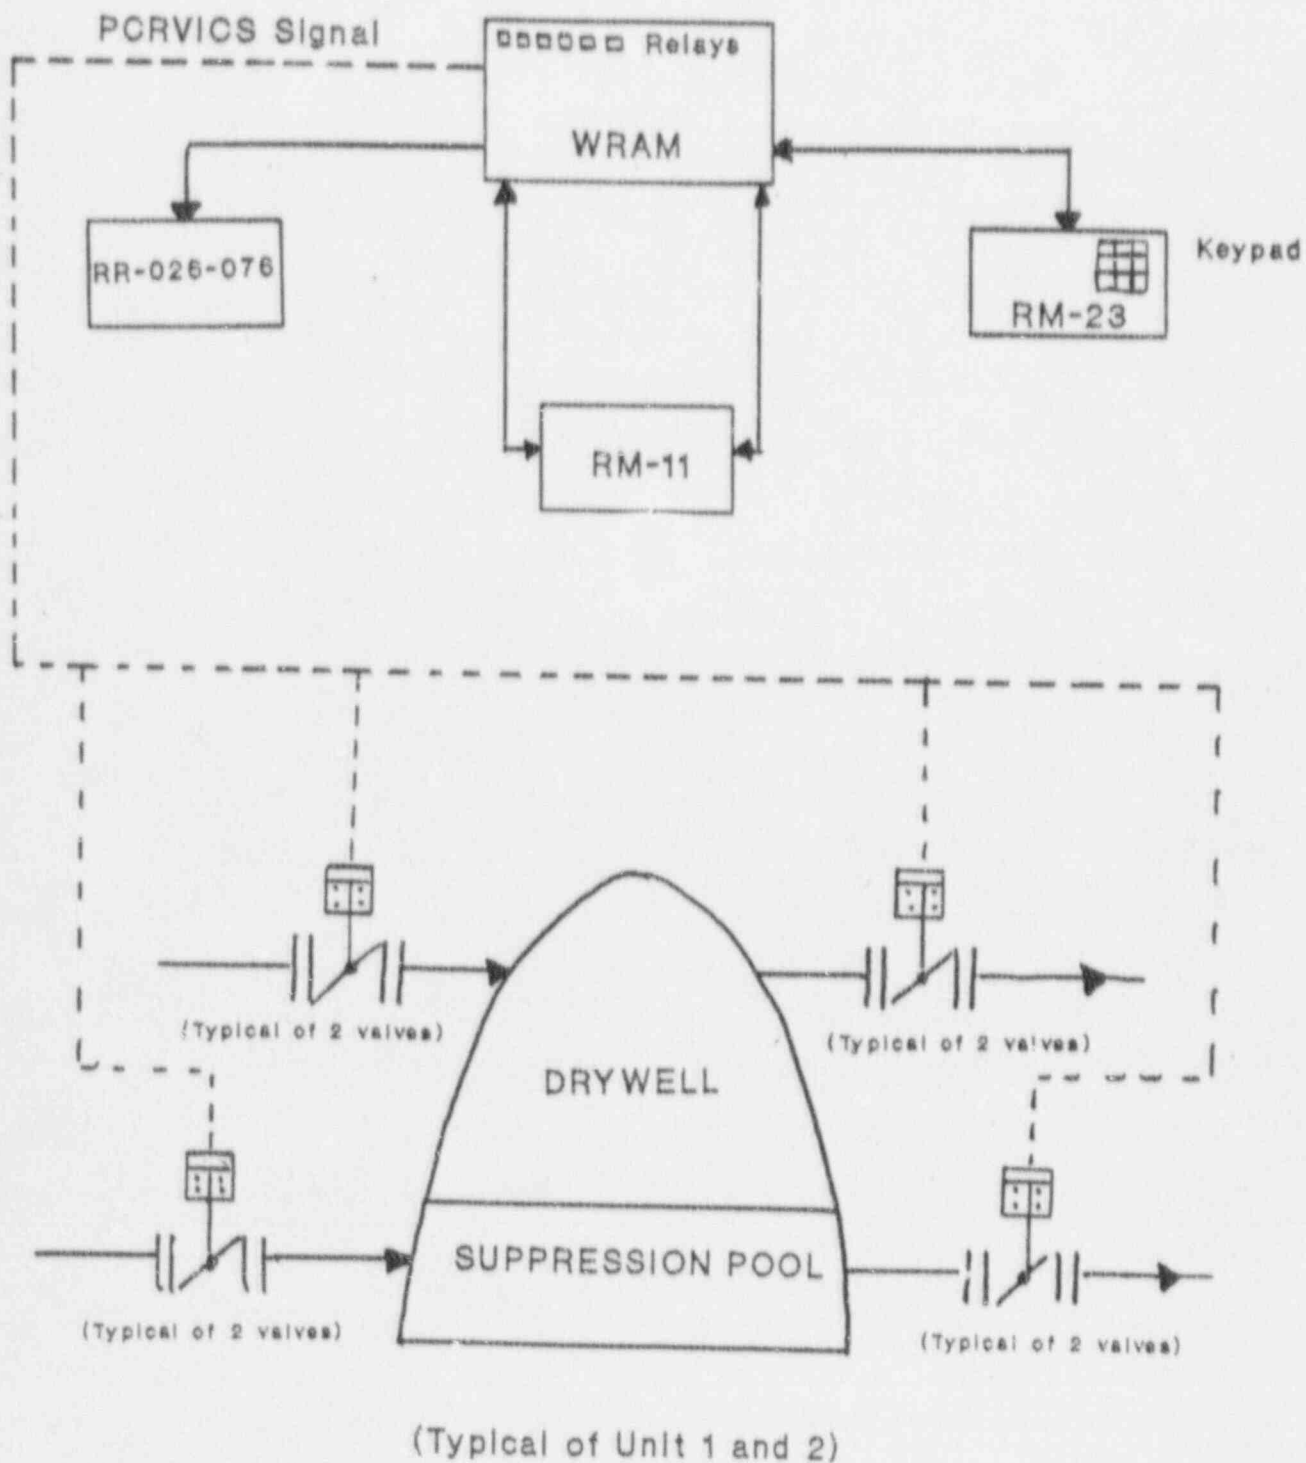 PCRVICS Signal
Relays
WRAM
RR-026-076
Keypad
RM-23
RM-11
(Typical of 2 valves)
(Typical of 2 valves)
DRYWELL
SUPPRESSION POOL
(Typical of 2 valves)
(Typical of 2 valves)
(Typical of Unit 1 and 2)